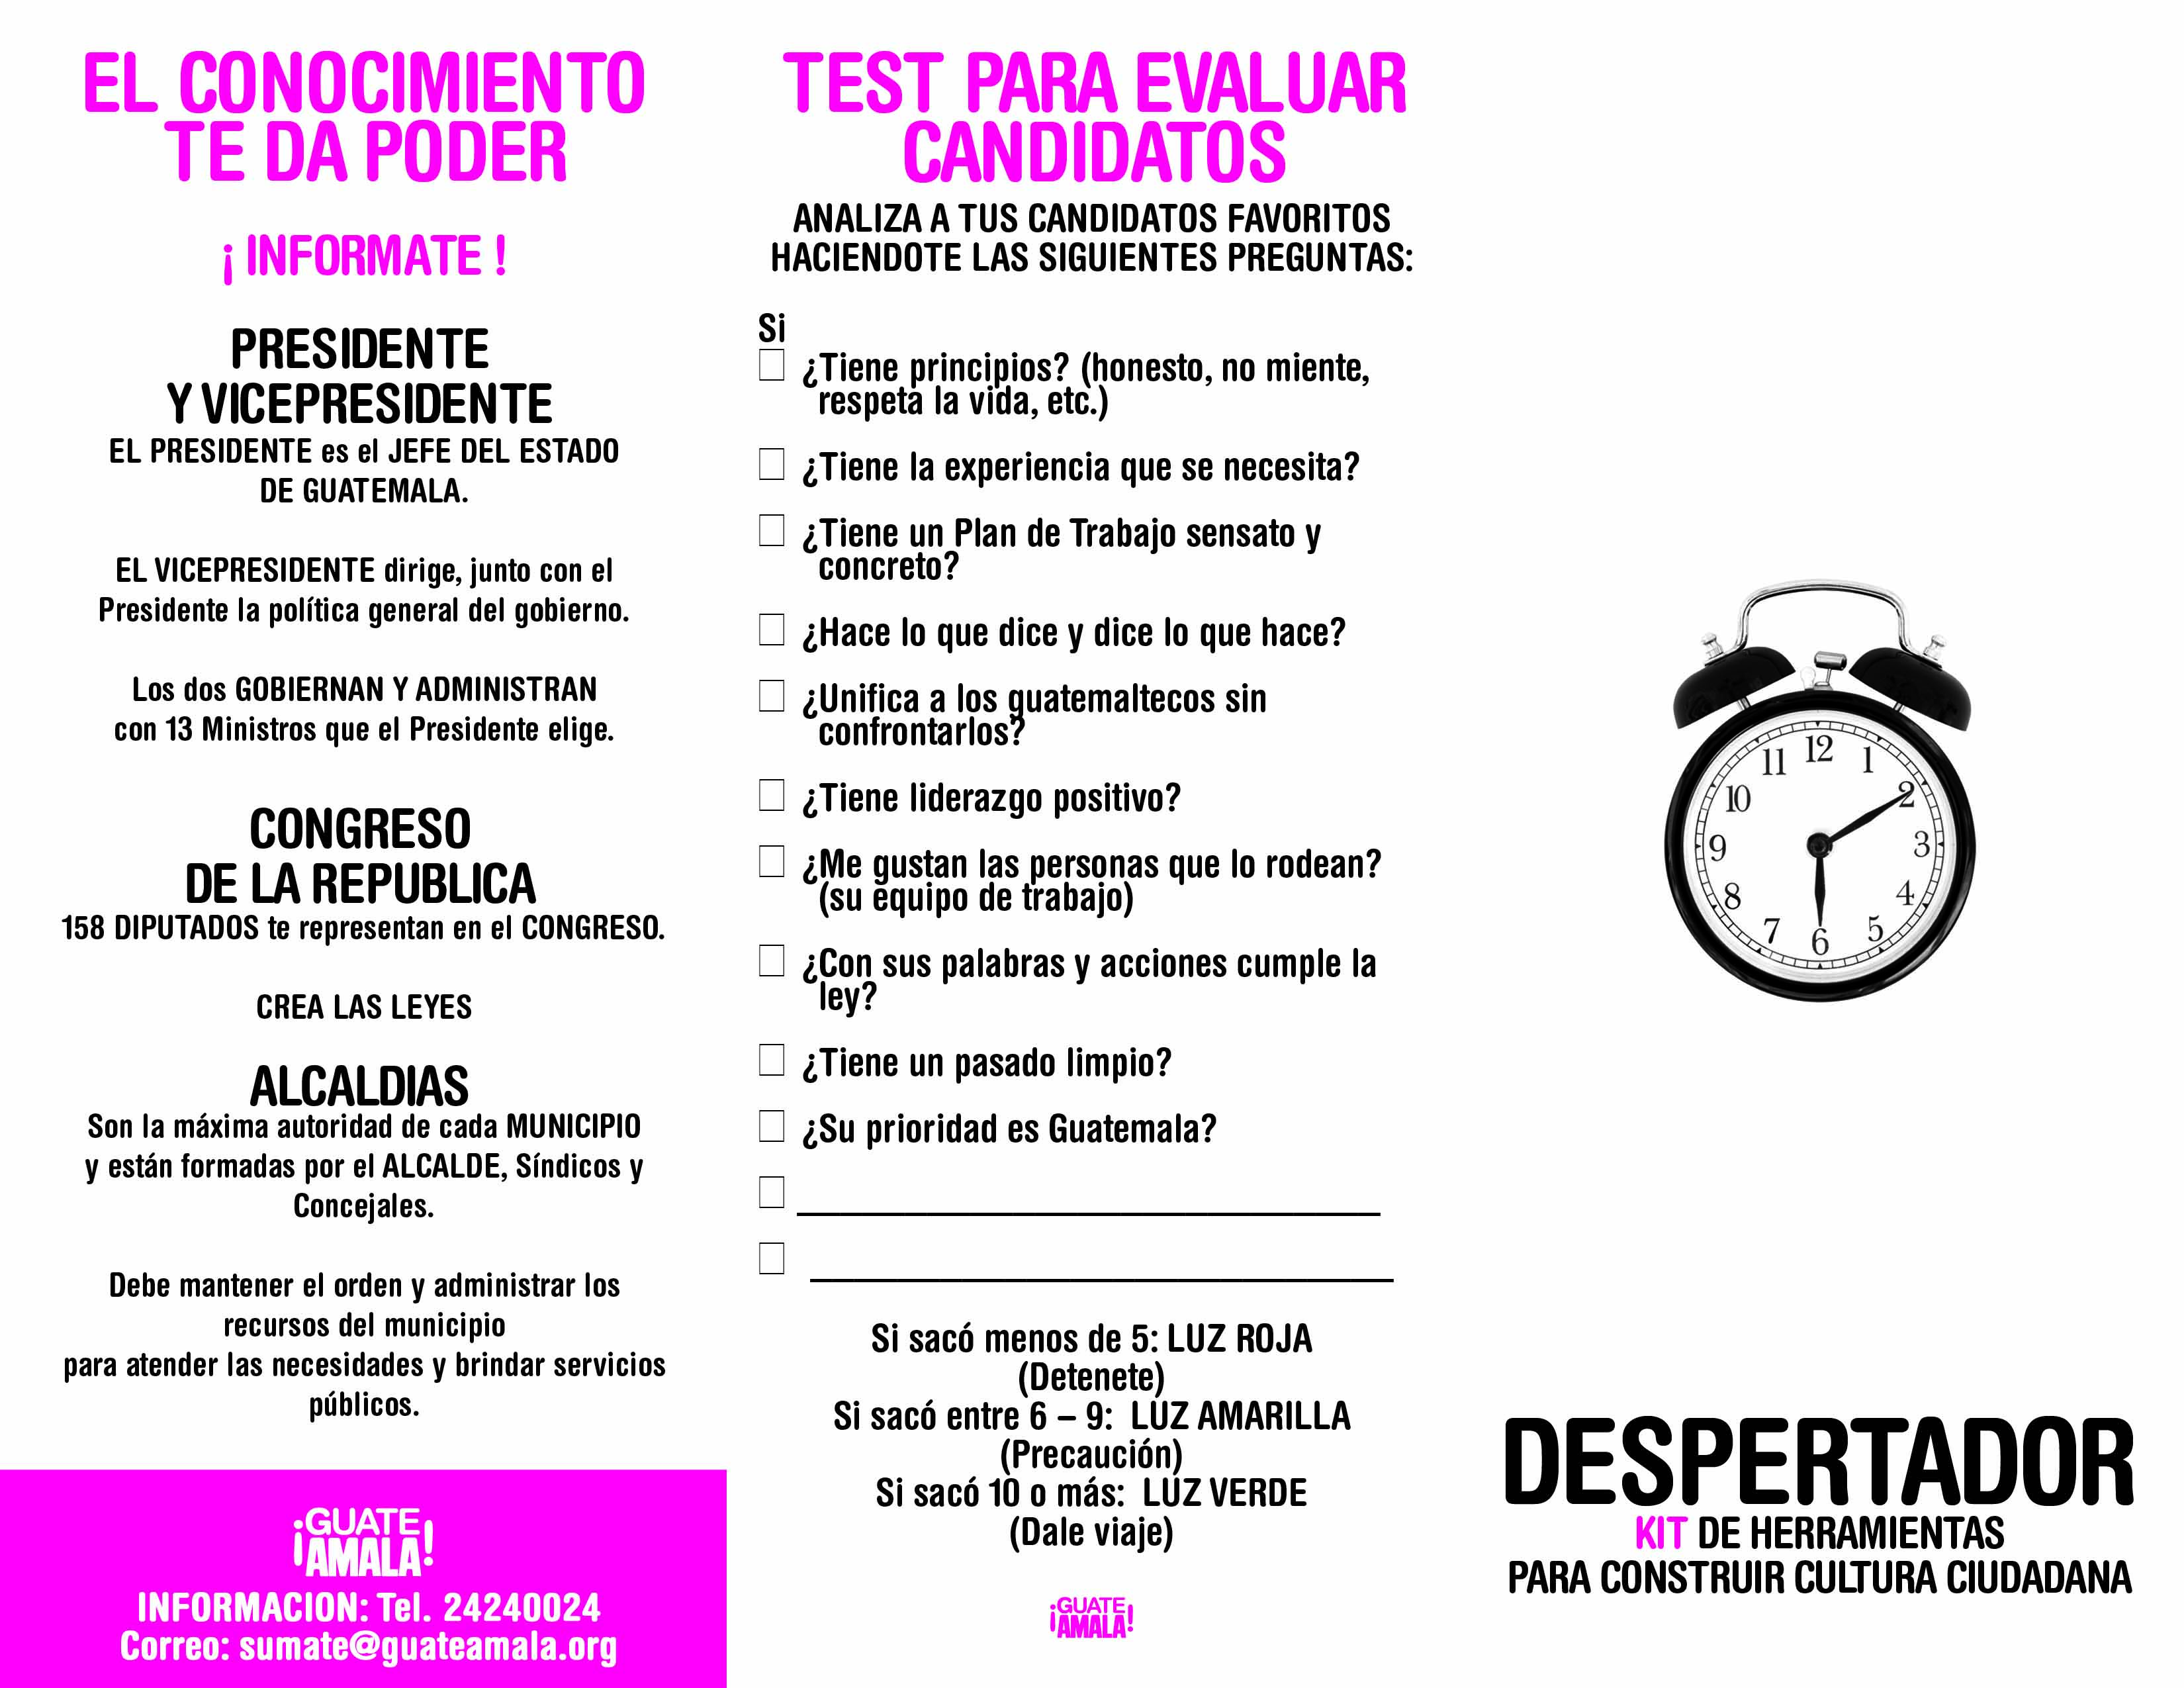 EL CONOCIMIENTO
TE DA PODER
¡ INFORMATE !
PRESIDENTE
Y VICEPRESIDENTE
EL PRESIDENTE es el JEFE DEL ESTADO
DE GUATEMALA.
EL VICEPRESIDENTE dirige, junto con el
Presidente la política general del gobierno.
Los dos GOBIERNAN Y ADMINISTRAN
con 13 Ministros que el Presidente elige.
CONGRESO
DE LA REPUBLICA
158 DIPUTADOS te representan en el CONGRESO.
CREA LAS LEYES
ALCALDIAS
Son la máxima autoridad de cada MUNICIPIO
y están formadas por el ALCALDE, Síndicos y
Concejales.
Debe mantener el orden y administrar los
recursos del municipio
para atender las necesidades y brindar servicios
públicos.
¡GUATE
AMALA!
INFORMACION: Tel. 24240024
Correo: sumate@guateamala.org
TEST PARA EVALUAR
CANDIDATOS
ANALIZA A TUS CANDIDATOS FAVORITOS
HACIENDOTE LAS SIGUIENTES PREGUNTAS:
Si
¿Tiene principios? (honesto, no miente,
respeta la vida, etc.)
¿Tiene la experiencia que se necesita?
¿Tiene un Plan de Trabajo sensato y
concreto?
¿Hace lo que dice y dice lo que hace?
¿Unifica a los guatemaltecos sin
confrontarlos?
¿Tiene liderazgo positivo?
¿Me gustan las personas que lo rodean?
(su equipo de trabajo)
¿Con sus palabras y acciones cumple la
ley?
¿Tiene un pasado limpio?
¿Su prioridad es Guatemala?
Si sacó menos de 5: LUZ ROJA
(Detenete)
Si sacó entre 6 – 9: LUZ AMARILLA
(Precaución)
Si sacó 10 o más: LUZ VERDE
(Dale viaje)
¡GUATE
AMALA!
12
1
2
3
4
5
6
7
8
9
10
11
DESPERTADOR
KIT DE HERRAMIENTAS
PARA CONSTRUIR CULTURA CIUDADANA